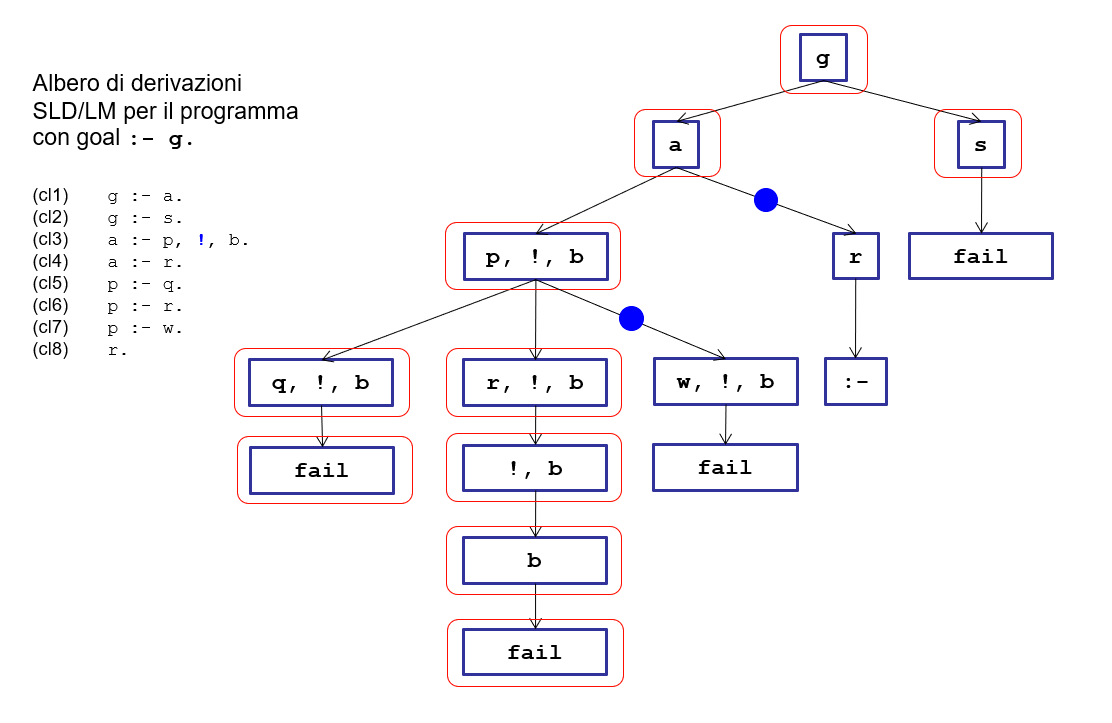 Albero di derivazioni
SLD/LM per il programma
con goal :- g.
(cl1) g :- a.
(cl2) g :- s.
(cl3) a :- p, !, b.
(cl4) a :- r.
(cl5) p :- q.
(cl6) p :- r.
(cl7) p :- w.
(cl8) r.
g
a
s
p, !, b
r
fail
q, !, b
r, !, b
w, !, b
:-
fail
!, b
fail
b
fail